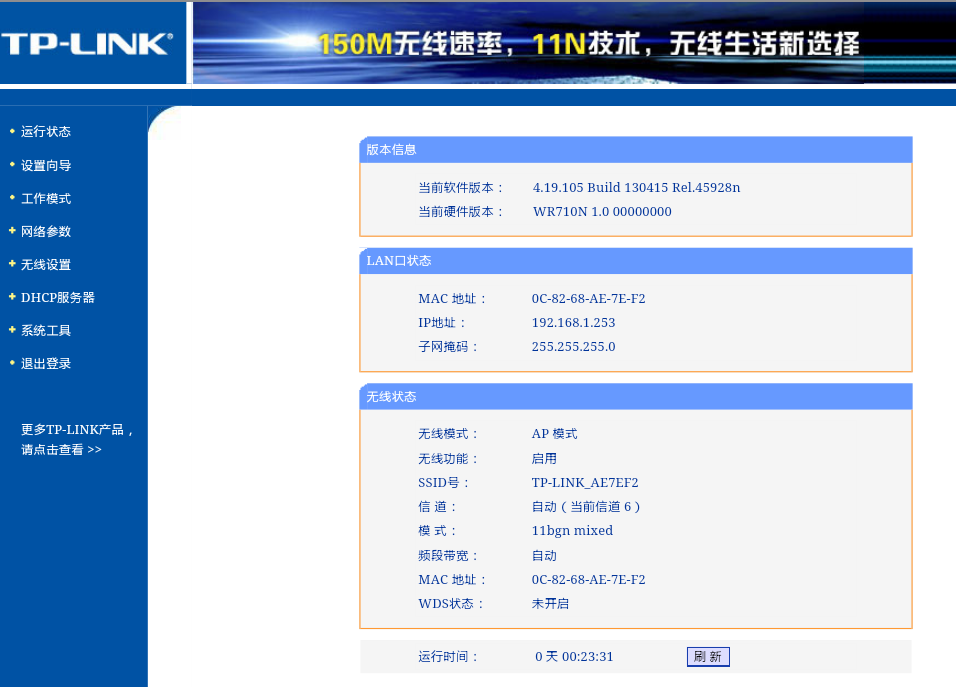 TP-LINK®
150M无线速率，11N技术，无线生活新选择
运行状态
设置向导
工作模式
网络参数
无线设置
DHCP服务器
系统工具
退出登录
更多TP-LINK产品，
请点击查看 >>
版本信息
当前软件版本： 4.19.105 Build 130415 Rel.45928n
当前硬件版本： WR710N 1.0 00000000
LAN口状态
MAC 地址： 0C-82-68-AE-7E-F2
IP地址： 192.168.1.253
子网掩码： 255.255.255.0
无线状态
无线模式： AP 模式
无线功能： 启用
SSID号： TP-LINK_AE7EF2
信 道： 自动（当前信道 6）
模 式： 11bgn mixed
频段带宽： 自动
MAC 地址： 0C-82-68-AE-7E-F2
WDS状态： 未开启
运行时间： 0 天 00:23:31 刷 新